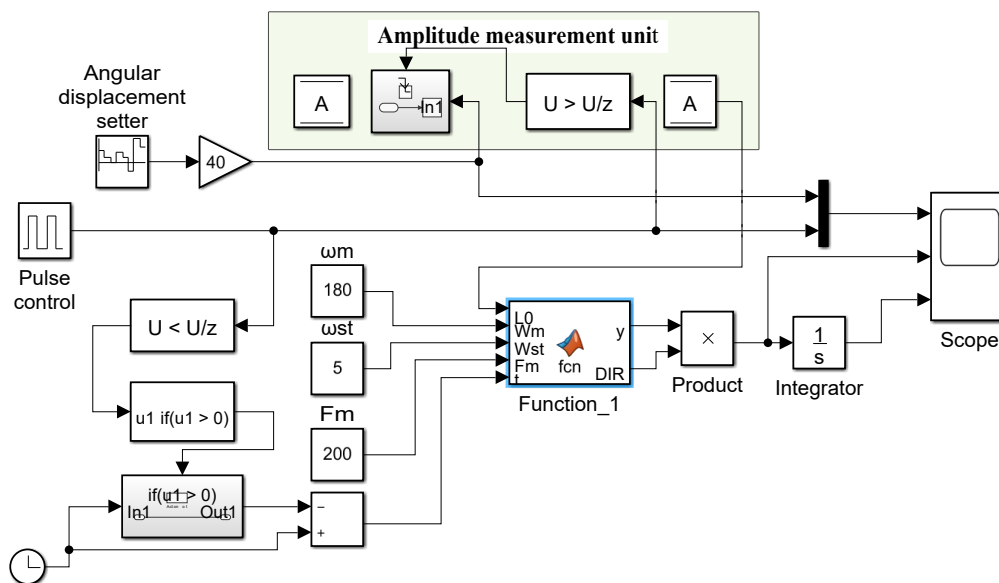 Amplitude measurement unit
Angular
displacement
setter
A
In1
U > U/z
A
40
Pulse
control
ωm
180
ωst
5
Fm
200
U < U/z
u1 if(u1 > 0)
if(u1 > 0)
In1
Out1
−
+
L0
Wm
Wst
Fm
t
y
fcn
DIR
Function_1
×
Product
1
s
Integrator
Scope